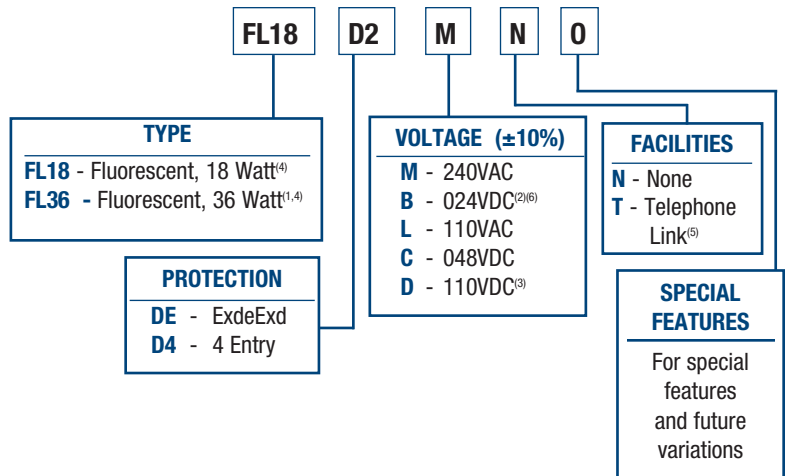 FL18 D2 M N O
TYPE
FL18 - Fluorescent, 18 Watt(4)
FL36 - Fluorescent, 36 Watt(1,4)
PROTECTION
DE - ExdeExd
D4 - 4 Entry
VOLTAGE (±10%)
M - 240VAC
B - 024VDC(2)(6)
L - 110VAC
C - 048VDC
D - 110VDC(3)
FACILITIES
N - None
T - Telephone
Link(5)
SPECIAL
FEATURES
For special
features
and future
variations